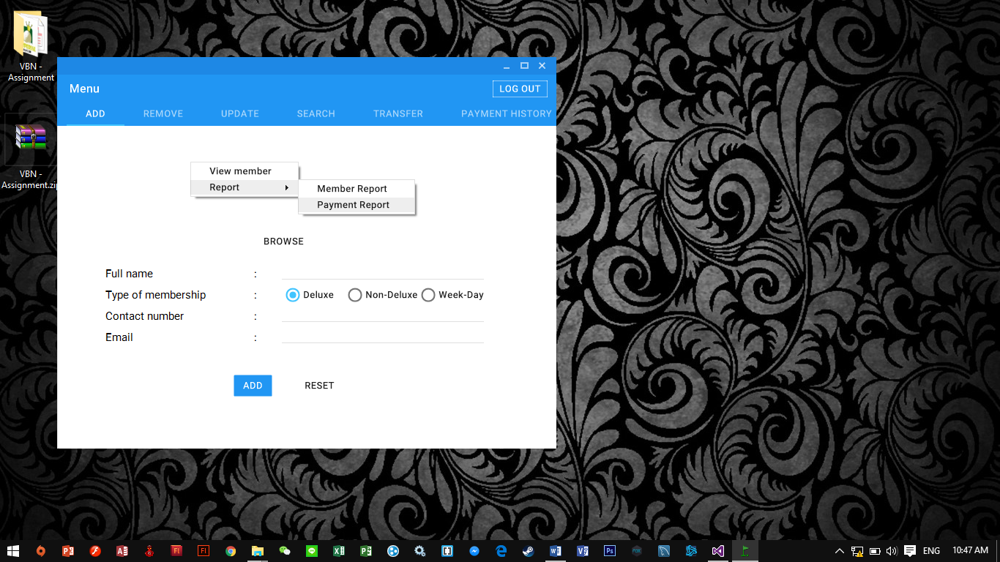 VBN -
Assignment
VBN -
Assignment.zip
Menu
LOG OUT
ADD REMOVE UPDATE SEARCH TRANSFER PAYMENT HISTORY
View member
Report
Member Report
Payment Report
BROWSE
Full name :
Type of membership : Deluxe Non-Deluxe Week-Day
Contact number :
Email :
ADD RESET
ENG 10:47 AM